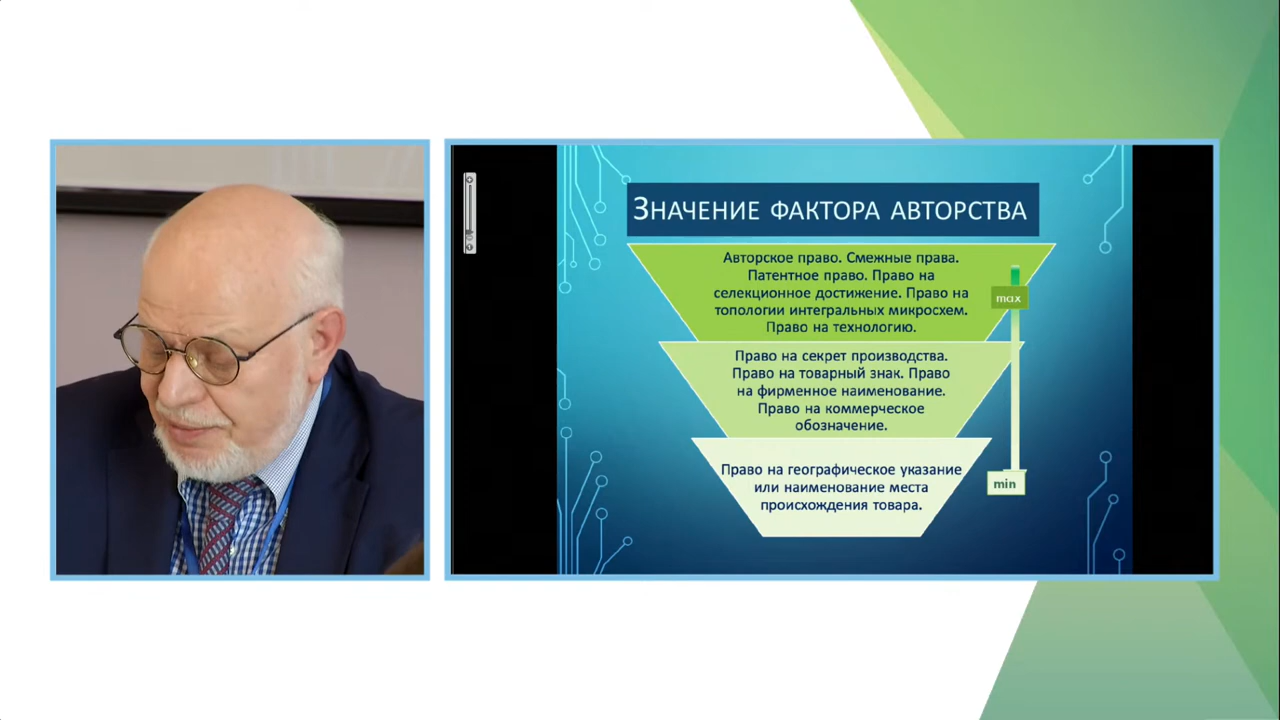 Значение фактора авторства
Авторское право. Смежные права.
Патентное право. Право на
селекционное достижение. Право на
топологии интегральных микросхем.
Право на технологию.
max
Право на секрет производства.
Право на товарный знак. Право
на фирменное наименование.
Право на коммерческое
обозначение.
Право на географическое указание
или наименование места
происхождения товара.
min